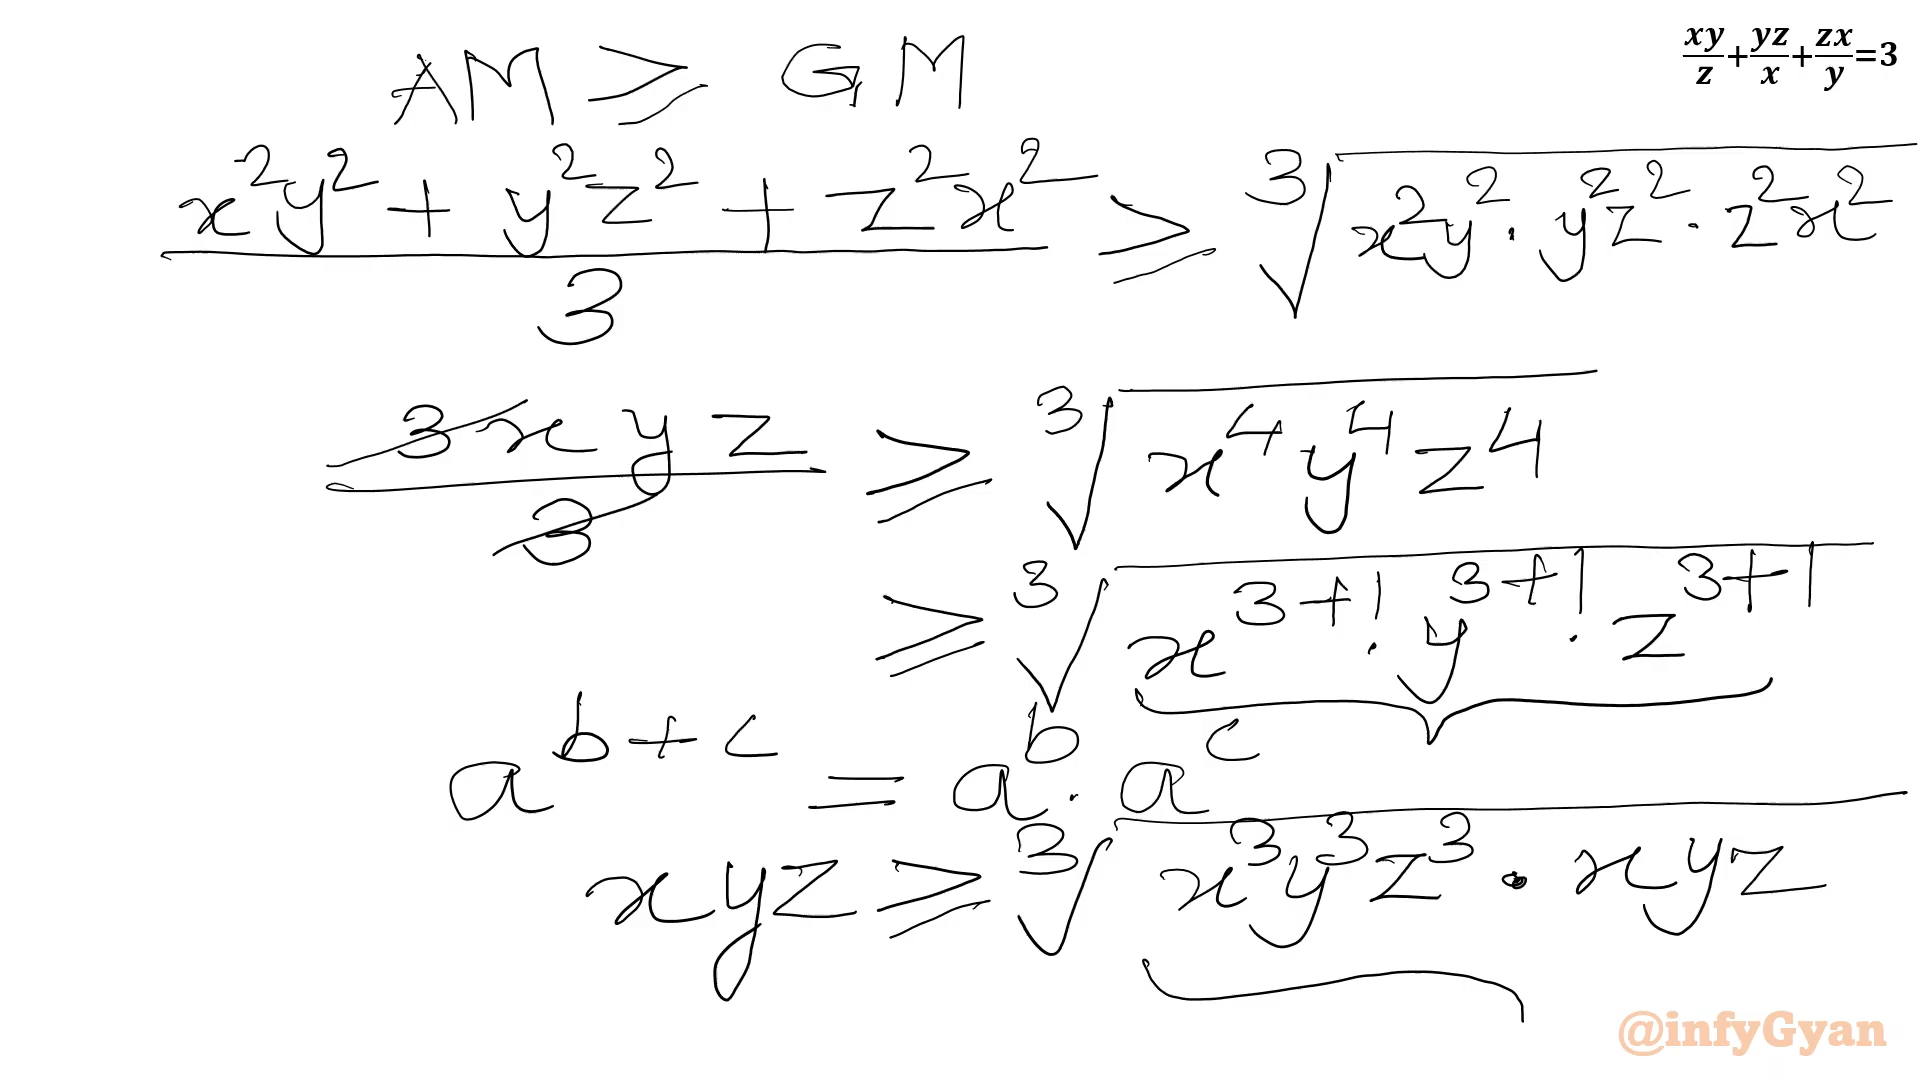 xy/z + yz/x + zx/y = 3
AM ≥ GM
(x²y² + y²z² + z²x²)/3 ≥ ∛(x²y² · y²z² · z²x²)
3xyz/3 ≥ ∛(x⁴y⁴z⁴)
≥ ∛(x³⁺¹ · y³⁺¹ · z³⁺¹)
a^(b+c) = a^b · a^c
xyz ≥ ∛(x³y³z³ · xyz)
@infyGyan